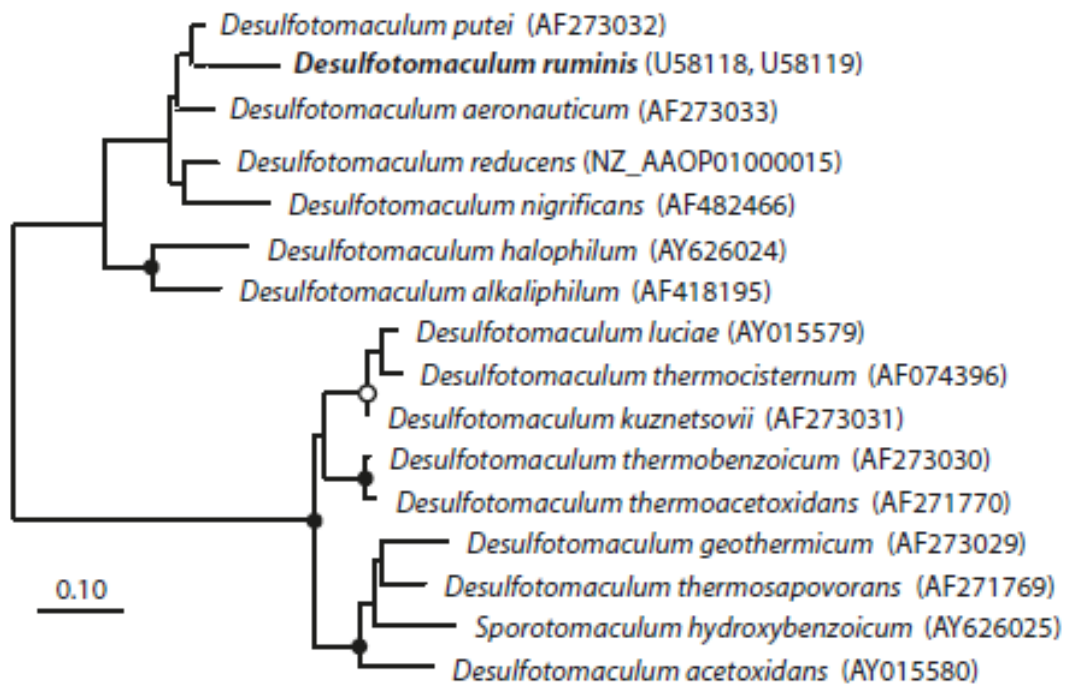 Desulfotomaculum putei (AF273032)
Desulfotomaculum ruminis (U58118, U58119)
Desulfotomaculum aeronauticum (AF273033)
Desulfotomaculum reducens (NZ_AAOP01000015)
Desulfotomaculum nigrificans (AF482466)
Desulfotomaculum halophilum (AY626024)
Desulfotomaculum alkaliphilum (AF418195)
Desulfotomaculum luciae (AY015579)
Desulfotomaculum thermocisternum (AF074396)
Desulfotomaculum kuznetsovii (AF273031)
Desulfotomaculum thermobenzoicum (AF273030)
Desulfotomaculum thermoacetoxidans (AF271770)
Desulfotomaculum geothermicum (AF273029)
Desulfotomaculum thermosapovorans (AF271769)
Sporotomaculum hydroxybenzoicum (AY626025)
Desulfotomaculum acetoxidans (AY015580)
0.10